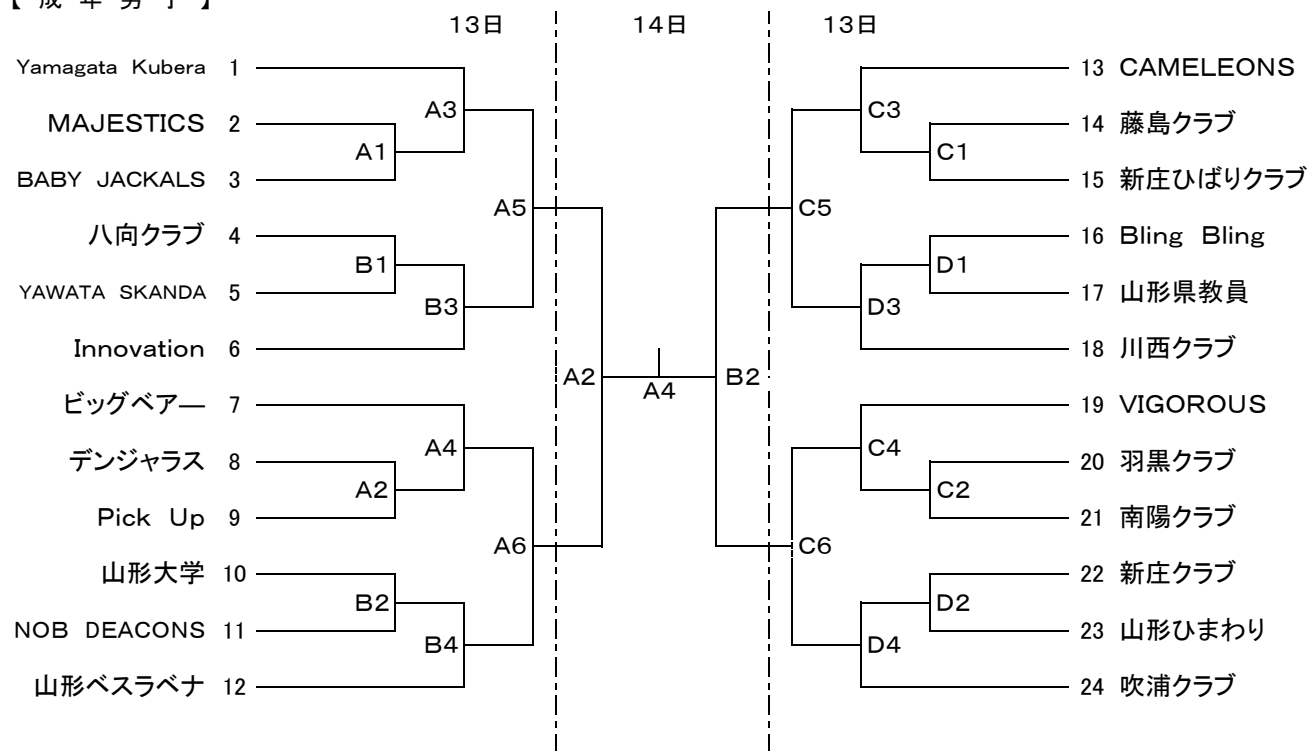 【 成 年 男 子 】
13日 14日 13日
Yamagata Kubera 1
MAJESTICS 2
BABY JACKALS 3
八向クラブ 4
YAWATA SKANDA 5
Innovation 6
ビッグベアー 7
デンジャラス 8
Pick Up 9
山形大学 10
NOB DEACONS 11
山形ベスラベナ 12
A3
A1
A5
B1
B3
A4
A2
A6
B2
B4
A2
A4
B2
C3
C1
C5
D1
D3
C4
C2
C6
D2
D4
13 CAMELEONS
14 藤島クラブ
15 新庄ひばりクラブ
16 Bling Bling
17 山形県教員
18 川西クラブ
19 VIGOROUS
20 羽黒クラブ
21 南陽クラブ
22 新庄クラブ
23 山形ひまわり
24 吹浦クラブ